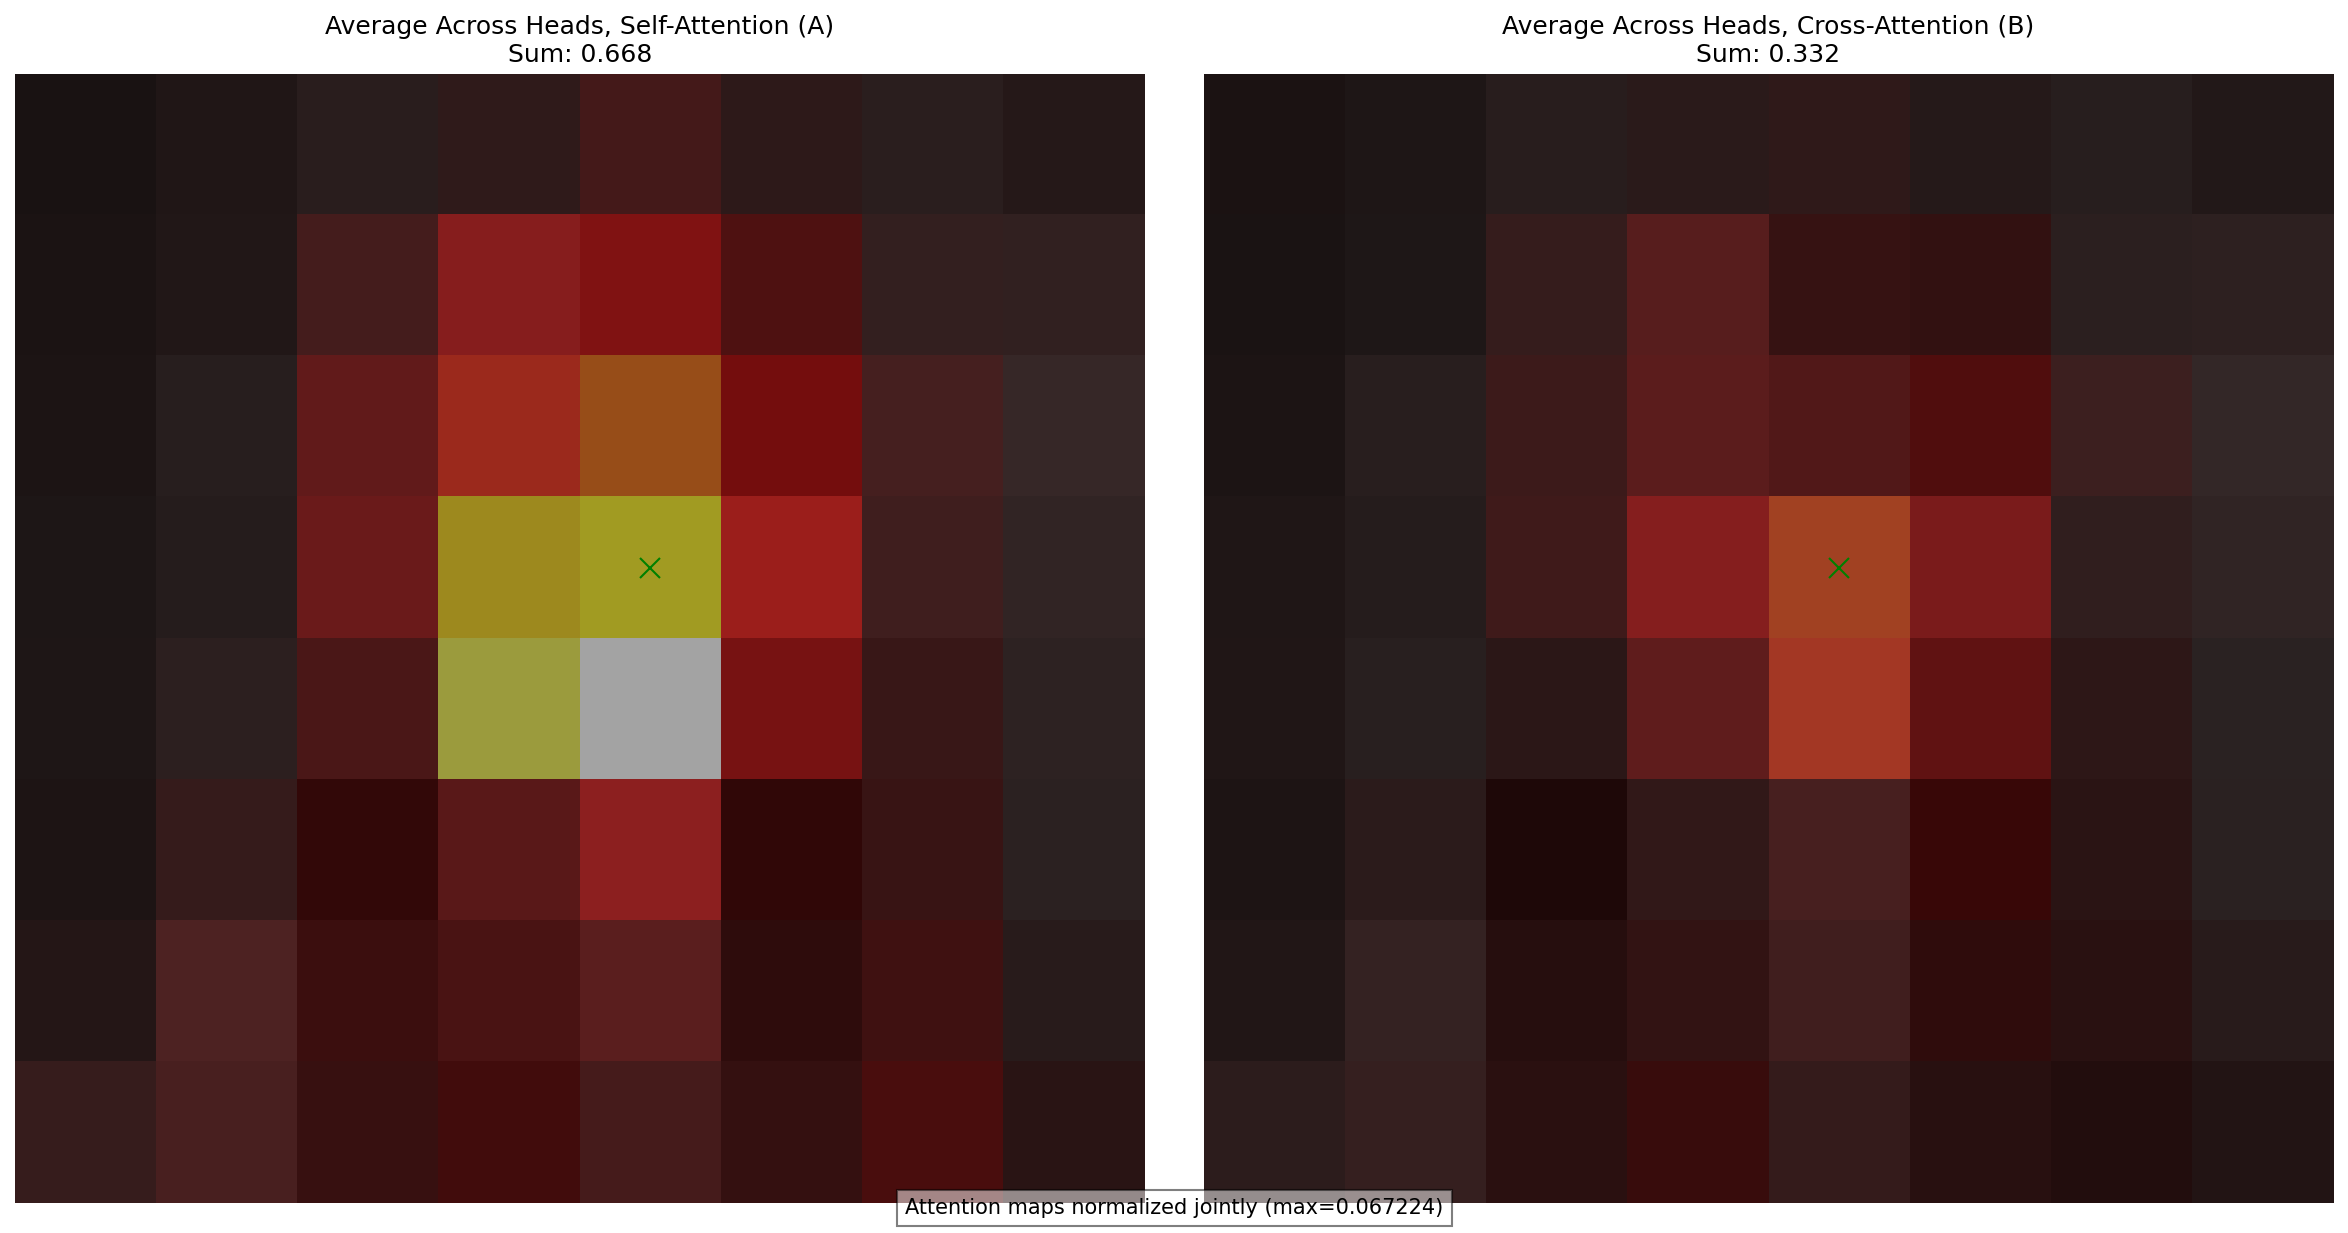 Average Across Heads, Self-Attention (A)
Sum: 0.668
Average Across Heads, Cross-Attention (B)
Sum: 0.332
Attention maps normalized jointly (max=0.067224)